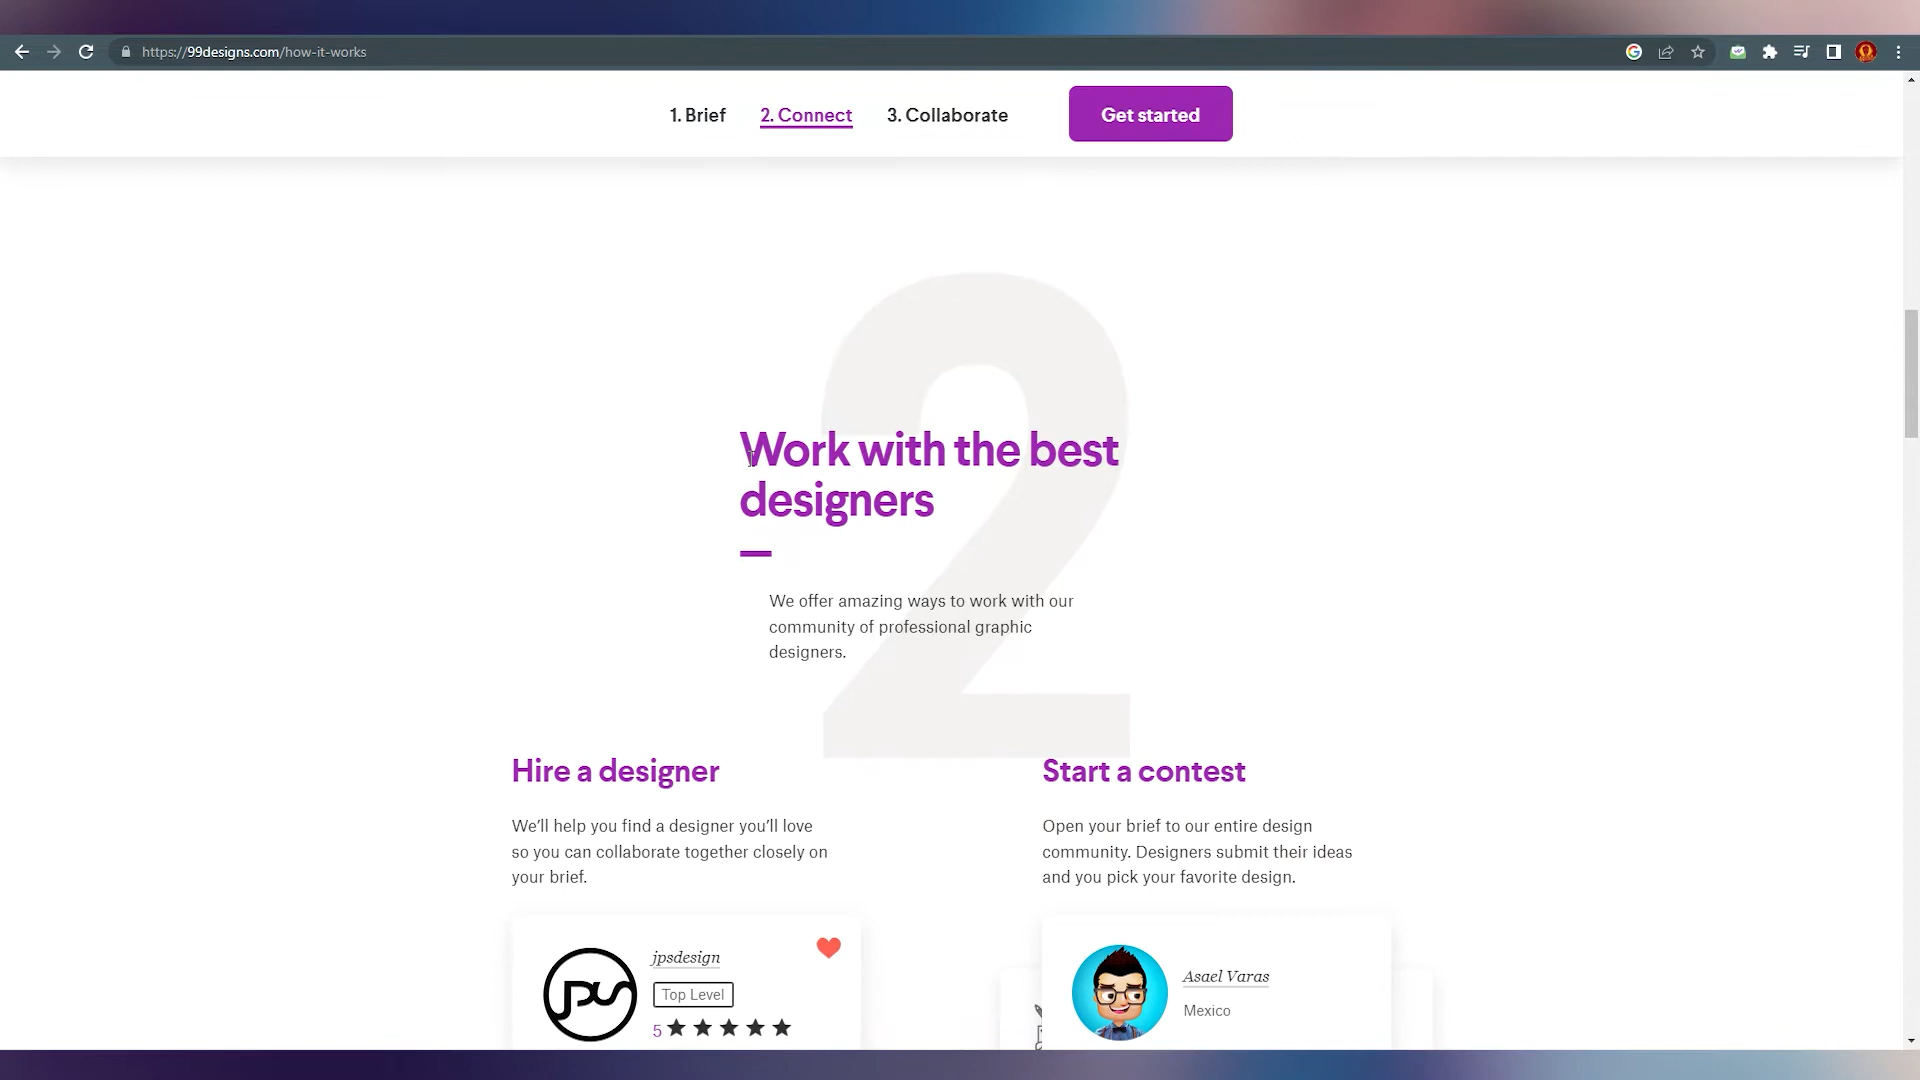 https://99designs.com/how-it-works
1. Brief
2. Connect
3. Collaborate
Get started
2
Work with the best
designers
We offer amazing ways to work with our
community of professional graphic
designers.
Hire a designer
We'll help you find a designer you'll love
so you can collaborate together closely on
your brief.
jpsdesign
Top Level
5
Start a contest
Open your brief to our entire design
community. Designers submit their ideas
and you pick your favorite design.
Asael Varas
Mexico